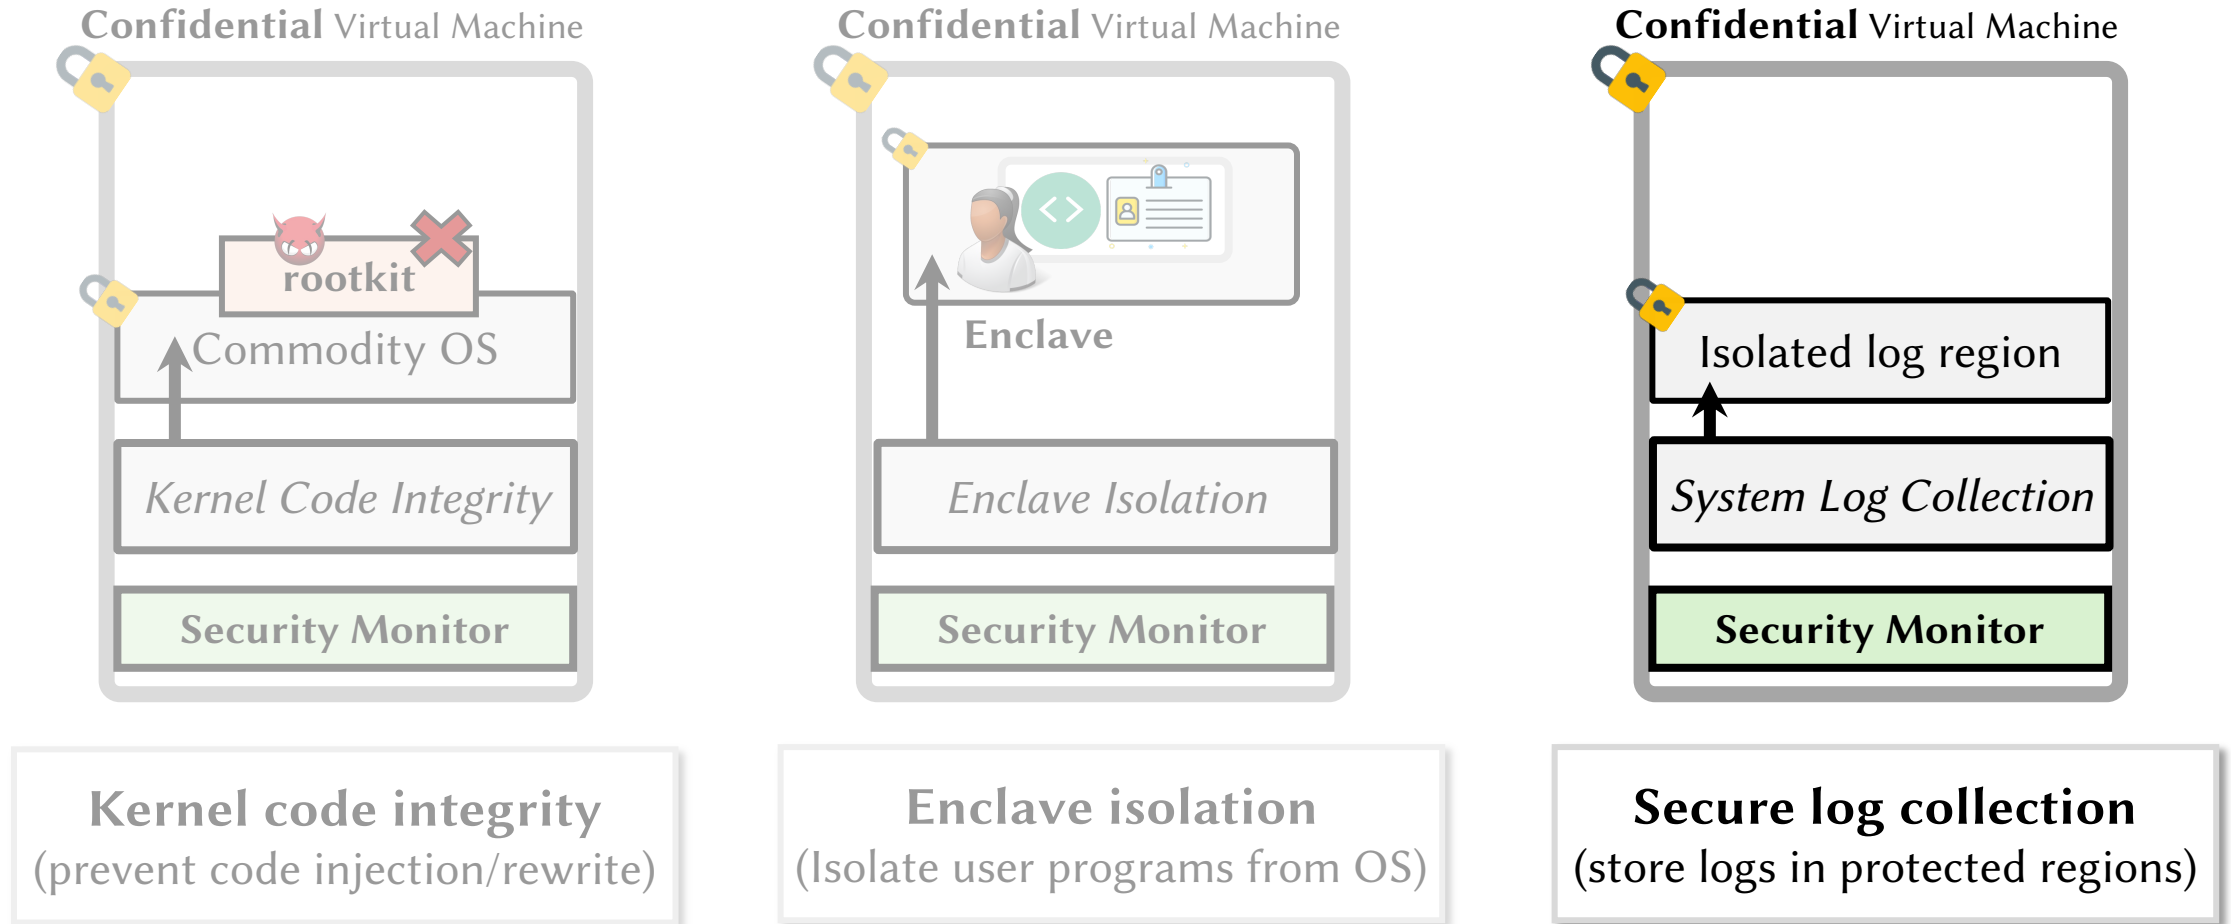 Confidential Virtual Machine
rootkit
Commodity OS
Kernel Code Integrity
Security Monitor
Kernel code integrity
(prevent code injection/rewrite)
Confidential Virtual Machine
< >
Enclave
Enclave Isolation
Security Monitor
Enclave isolation
(Isolate user programs from OS)
Confidential Virtual Machine
Isolated log region
System Log Collection
Security Monitor
Secure log collection
(store logs in protected regions)